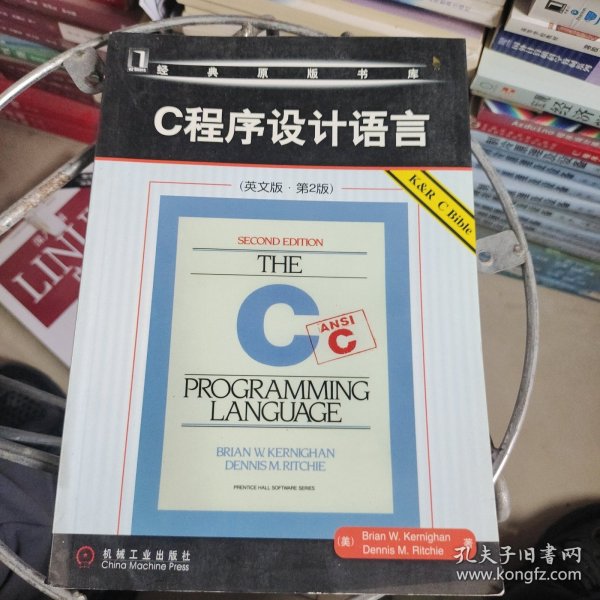 经典原版书库
C程序设计语言
(英文版·第2版)
K&R C Bible
SECOND EDITION
THE
C
ANSI
C
PROGRAMMING
LANGUAGE
BRIAN W. KERNIGHAN
DENNIS M. RITCHIE
PRENTICE HALL SOFTWARE SERIES
(美) Brian W. Kernighan
Dennis M. Ritchie 著
机械工业出版社
China Machine Press
孔夫子旧书网
www.kongfz.com
LINU